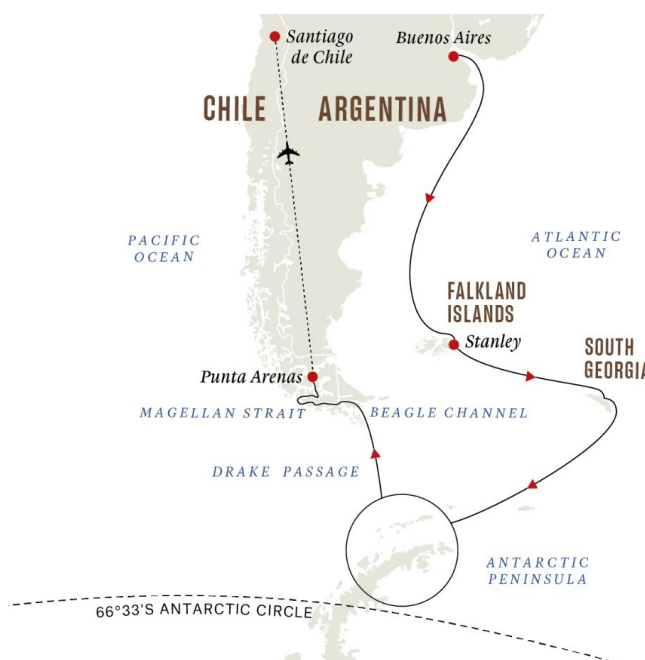 Santiago
de Chile
Buenos Aires
CHILE
ARGENTINA
PACIFIC
OCEAN
ATLANTIC
OCEAN
FALKLAND
ISLANDS
Stanley
SOUTH
GEORGIA
Punta Arenas
MAGELLAN STRAIT
BEAGLE CHANNEL
DRAKE PASSAGE
ANTARCTIC
PENINSULA
66°33'S ANTARCTIC CIRCLE